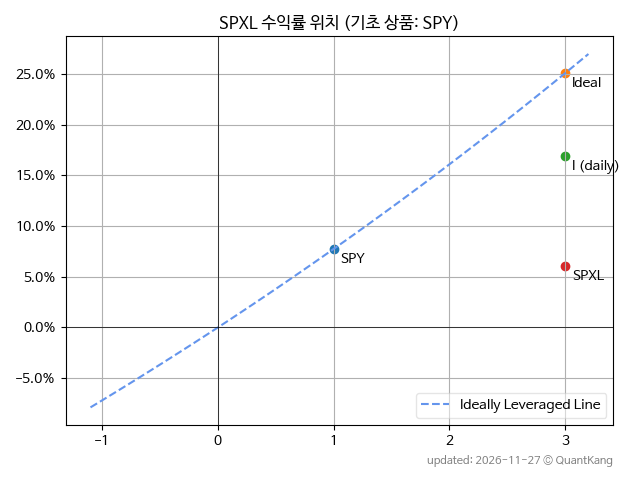 SPXL 수익률 위치 (기초 상품: SPY)
25.0%
20.0%
15.0%
10.0%
5.0%
0.0%
−5.0%
Ideal
I (daily)
SPY
SPXL
Ideally Leveraged Line
−1
0
1
2
3
updated: 2026-11-27 © QuantKang